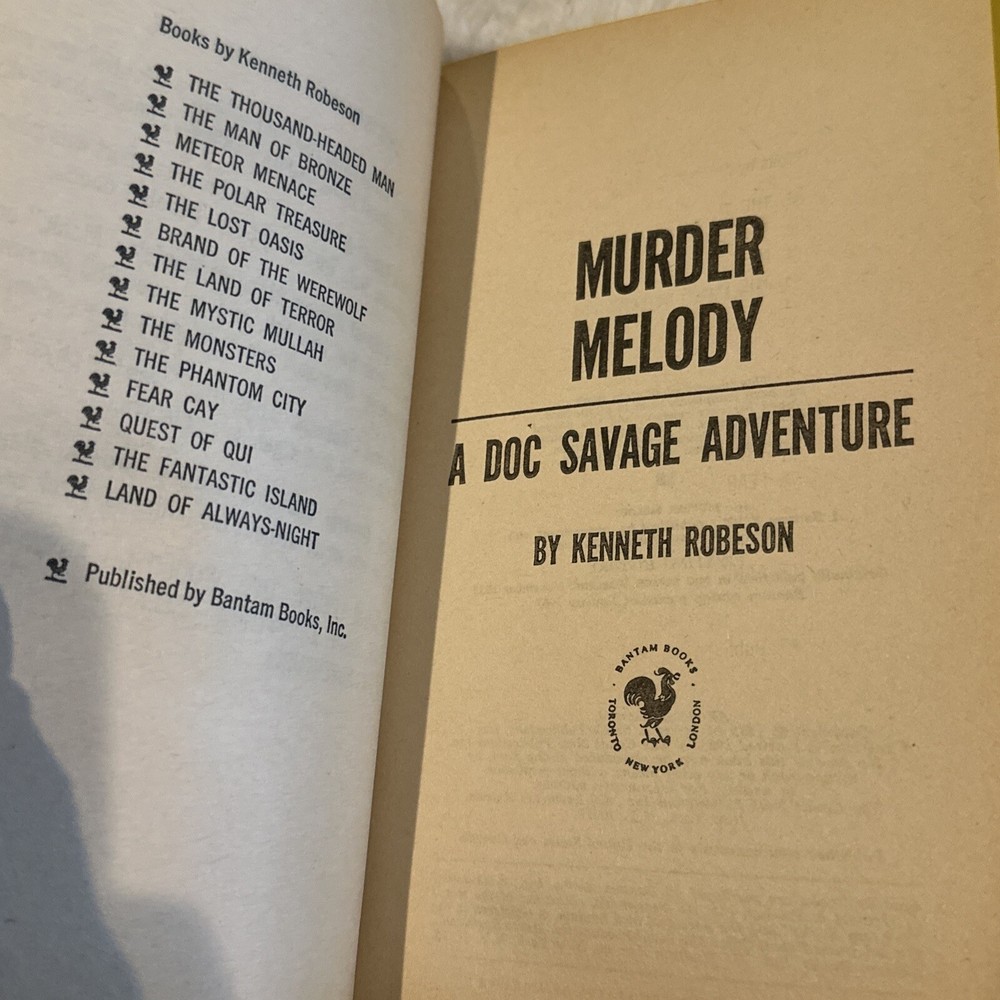 Books by Kenneth Robeson
THE THOUSAND-HEADED MAN
THE MAN OF BRONZE
METEOR MENACE
THE POLAR TREASURE
THE LOST OASIS
BRAND OF THE WEREWOLF
THE LAND OF TERROR
THE MYSTIC MULLAH
THE MONSTERS
THE PHANTOM CITY
FEAR CAY
QUEST OF QUI
THE FANTASTIC ISLAND
LAND OF ALWAYS-NIGHT
Published by Bantam Books, Inc.
MURDER
MELODY
A DOC SAVAGE ADVENTURE
BY KENNETH ROBESON
· BANTAM BOOKS ·
TORONTO
NEW YORK
LONDON